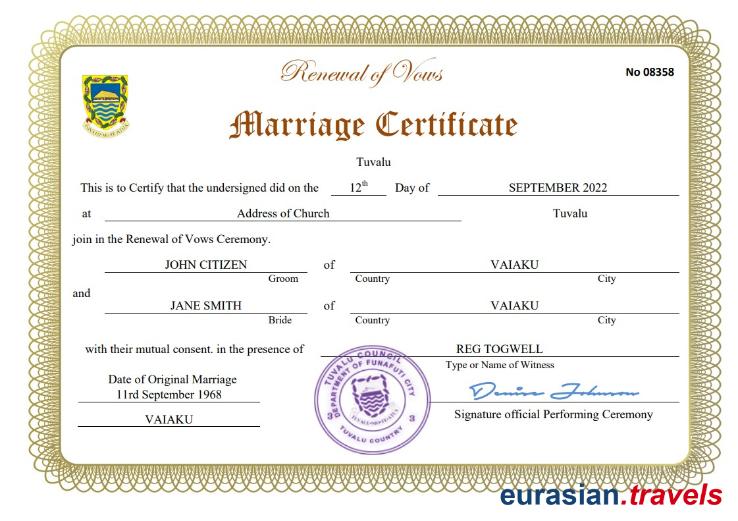 Renewal of Vows
No 08358
Marriage Certificate
Tuvalu
This is to Certify that the undersigned did on the 12th Day of SEPTEMBER 2022
at Address of Church Tuvalu
join in the Renewal of Vows Ceremony.
JOHN CITIZEN of VAIAKU
Groom Country City
and
JANE SMITH of VAIAKU
Bride Country City
with their mutual consent. in the presence of REG TOGWELL
Type or Name of Witness
Date of Original Marriage
11rd September 1968
VAIAKU
TUVALU COUNCIL
DEPARTMENT OF FUNAFUTI CITY
3 3
TUVALU COUNTRY
Denise Johnson
Signature official Performing Ceremony
eurasian.travels